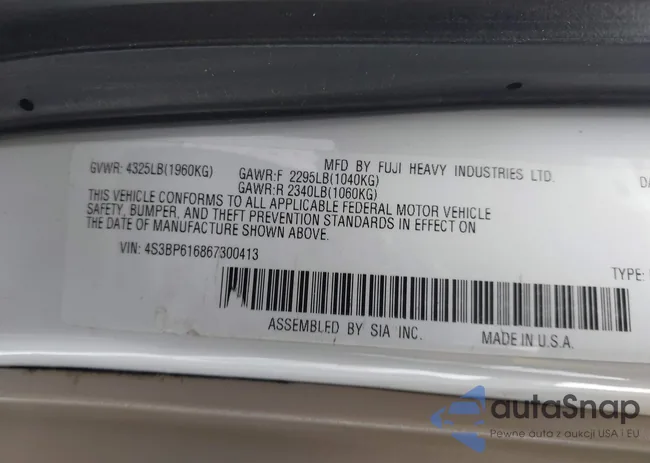 MFD BY FUJI HEAVY INDUSTRIES LTD.
GVWR: 4325LB(1960KG) GAWR:F 2295LB(1040KG)
GAWR:R 2340LB(1060KG)
THIS VEHICLE CONFORMS TO ALL APPLICABLE FEDERAL MOTOR VEHICLE
SAFETY, BUMPER, AND THEFT PREVENTION STANDARDS IN EFFECT ON
THE DATE OF MANUFACTURE SHOWN ABOVE.
VIN: 4S3BP616867300413
TYPE:
ASSEMBLED BY SIA INC. MADE IN U.S.A.
autaSnap
Pewne auta z aukcji USA i EU